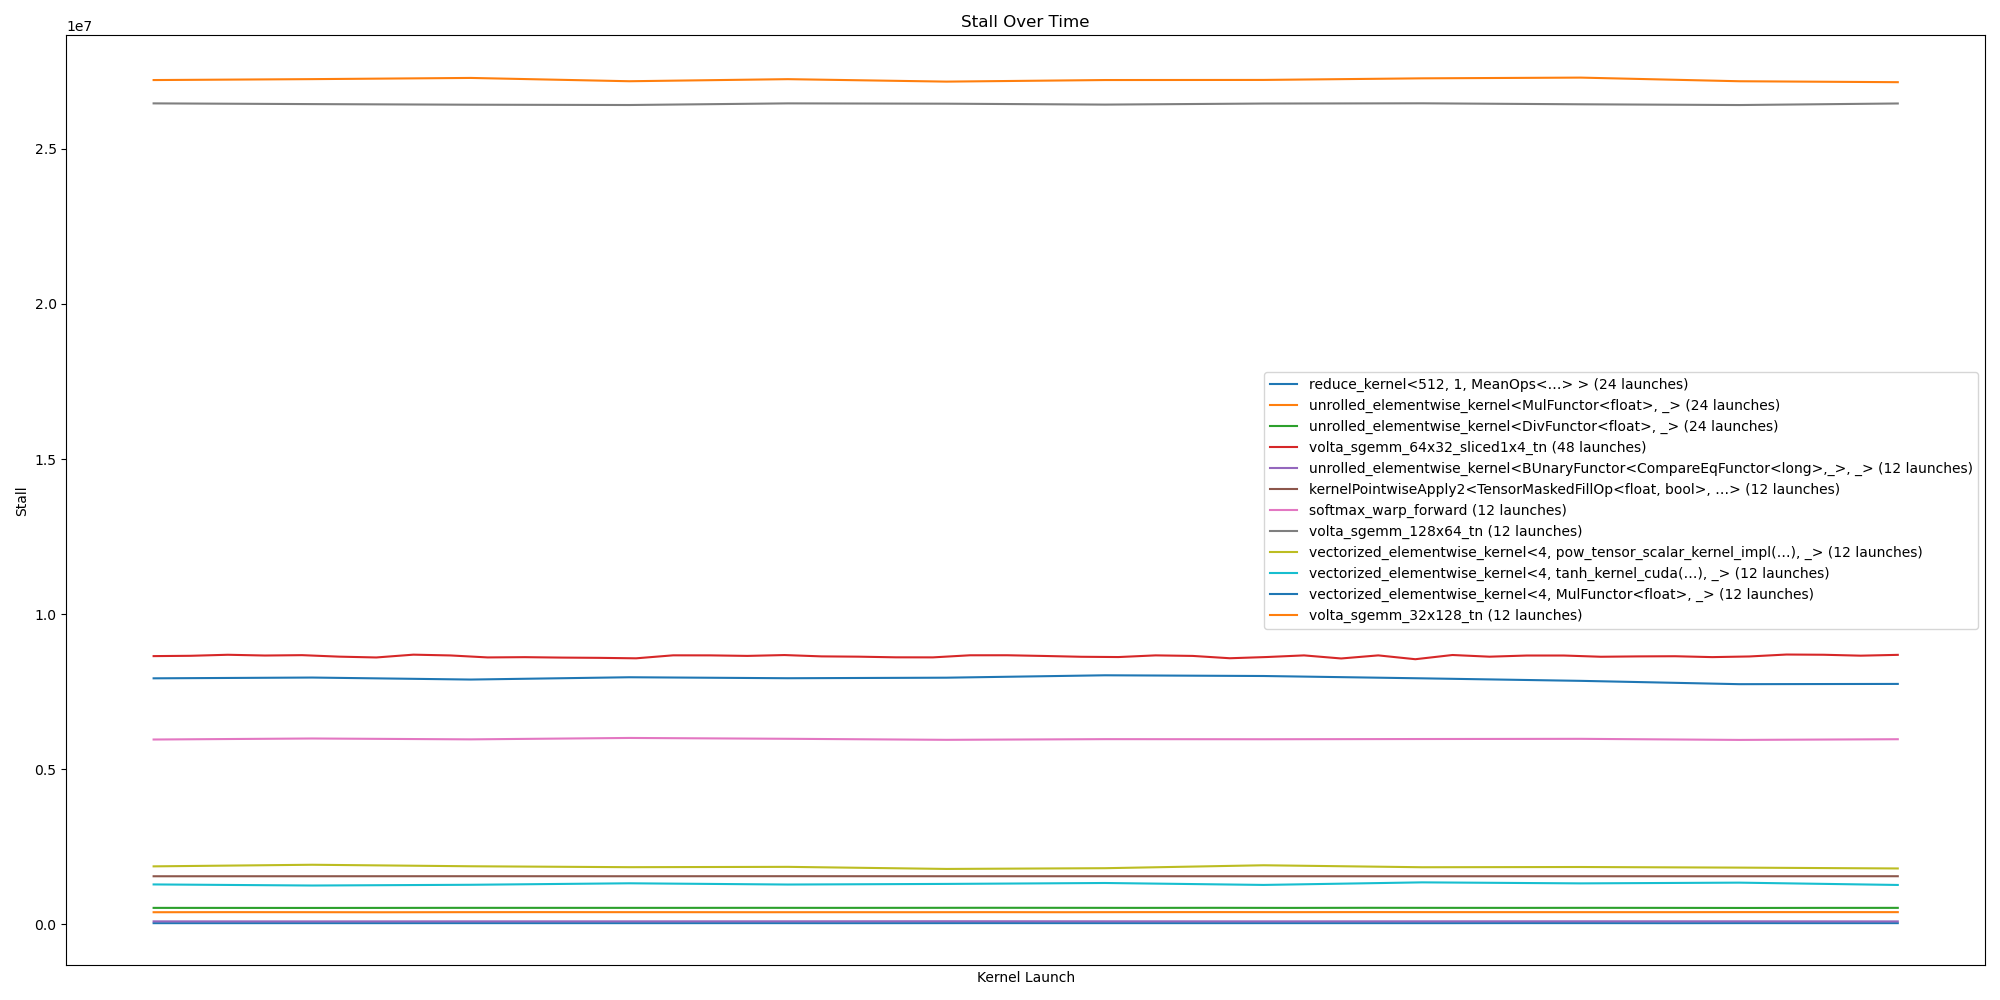 Stall Over Time
1e7
2.5
2.0
1.5
1.0
0.5
0.0
Stall
Kernel Launch
reduce_kernel<512, 1, MeanOps<...> > (24 launches)
unrolled_elementwise_kernel<MulFunctor<float>, _> (24 launches)
unrolled_elementwise_kernel<DivFunctor<float>, _> (24 launches)
volta_sgemm_64x32_sliced1x4_tn (48 launches)
unrolled_elementwise_kernel<BUnaryFunctor<CompareEqFunctor<long>,_>, _> (12 launches)
kernelPointwiseApply2<TensorMaskedFillOp<float, bool>, ...> (12 launches)
softmax_warp_forward (12 launches)
volta_sgemm_128x64_tn (12 launches)
vectorized_elementwise_kernel<4, pow_tensor_scalar_kernel_impl(...), _> (12 launches)
vectorized_elementwise_kernel<4, tanh_kernel_cuda(...), _> (12 launches)
vectorized_elementwise_kernel<4, MulFunctor<float>, _> (12 launches)
volta_sgemm_32x128_tn (12 launches)